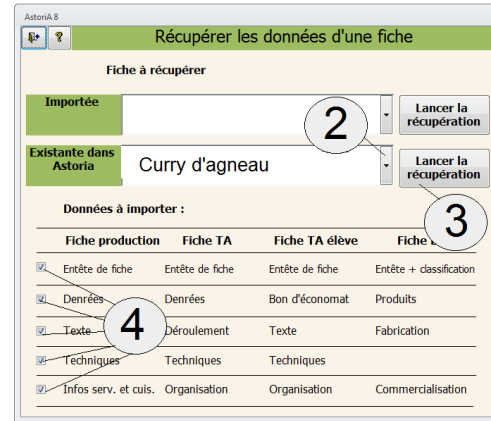 AstoriA 8
? Récupérer les données d'une fiche
Fiche à récupérer
Importée
Lancer la récupération
2
Existante dans Astoria
Curry d'agneau
Lancer la récupération
3
Données à importer :
Fiche production Fiche TA Fiche TA élève Fiche
Entête de fiche Entête de fiche Entête de fiche Entête + classification
Denrées Denrées Bon d'économat Produits
4
Texte Déroulement Texte Fabrication
Techniques Techniques Techniques
Infos serv. et cuis. Organisation Organisation Commercialisation